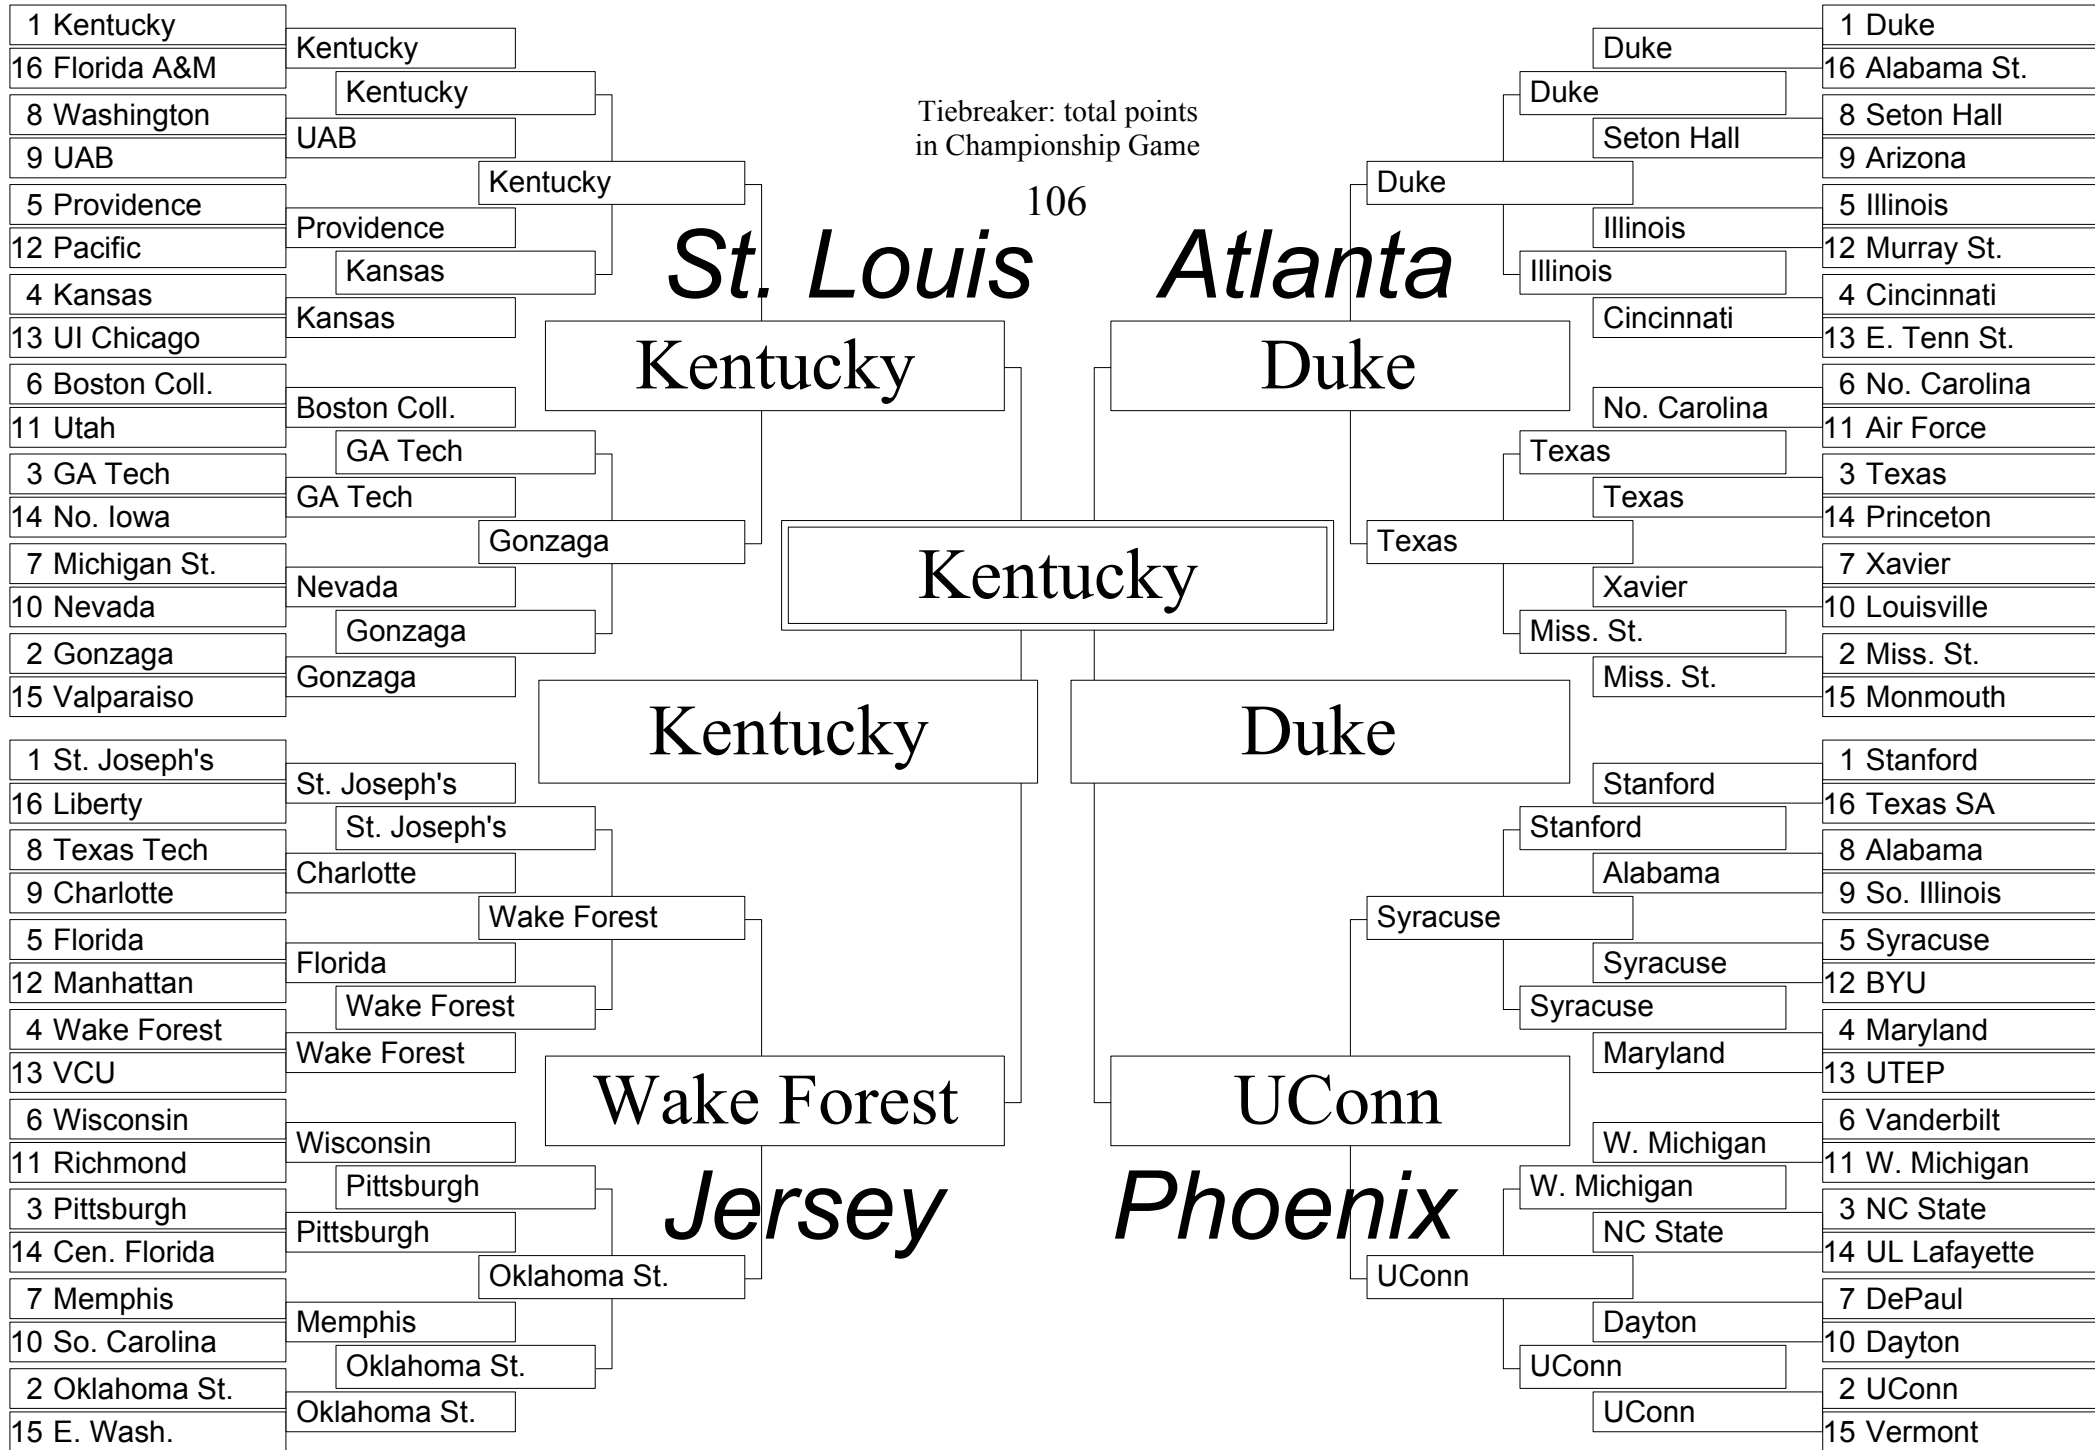 1 Kentucky
16 Florida A&M
8 Washington
9 UAB
5 Providence
12 Pacific
4 Kansas
13 UI Chicago
6 Boston Coll.
11 Utah
3 GA Tech
14 No. Iowa
7 Michigan St.
10 Nevada
2 Gonzaga
15 Valparaiso
Kentucky
UAB
Providence
Kansas
Boston Coll.
GA Tech
Nevada
Gonzaga
Kentucky
Kansas
GA Tech
Gonzaga
Kentucky
Gonzaga
St. Louis
Kentucky
1 St. Joseph's
16 Liberty
8 Texas Tech
9 Charlotte
5 Florida
12 Manhattan
4 Wake Forest
13 VCU
6 Wisconsin
11 Richmond
3 Pittsburgh
14 Cen. Florida
7 Memphis
10 So. Carolina
2 Oklahoma St.
15 E. Wash.
St. Joseph's
Charlotte
Florida
Wake Forest
Wisconsin
Pittsburgh
Memphis
Oklahoma St.
St. Joseph's
Wake Forest
Pittsburgh
Oklahoma St.
Wake Forest
Oklahoma St.
Wake Forest
Jersey
Tiebreaker: total points
in Championship Game
106
Kentucky
Kentucky
Duke
Atlanta
Duke
Duke
Texas
Duke
Illinois
Texas
Miss. St.
Duke
Seton Hall
Illinois
Cincinnati
No. Carolina
Texas
Xavier
Miss. St.
1 Duke
16 Alabama St.
8 Seton Hall
9 Arizona
5 Illinois
12 Murray St.
4 Cincinnati
13 E. Tenn St.
6 No. Carolina
11 Air Force
3 Texas
14 Princeton
7 Xavier
10 Louisville
2 Miss. St.
15 Monmouth
UConn
Phoenix
Syracuse
UConn
Stanford
Syracuse
W. Michigan
UConn
Stanford
Alabama
Syracuse
Maryland
W. Michigan
NC State
Dayton
UConn
1 Stanford
16 Texas SA
8 Alabama
9 So. Illinois
5 Syracuse
12 BYU
4 Maryland
13 UTEP
6 Vanderbilt
11 W. Michigan
3 NC State
14 UL Lafayette
7 DePaul
10 Dayton
2 UConn
15 Vermont